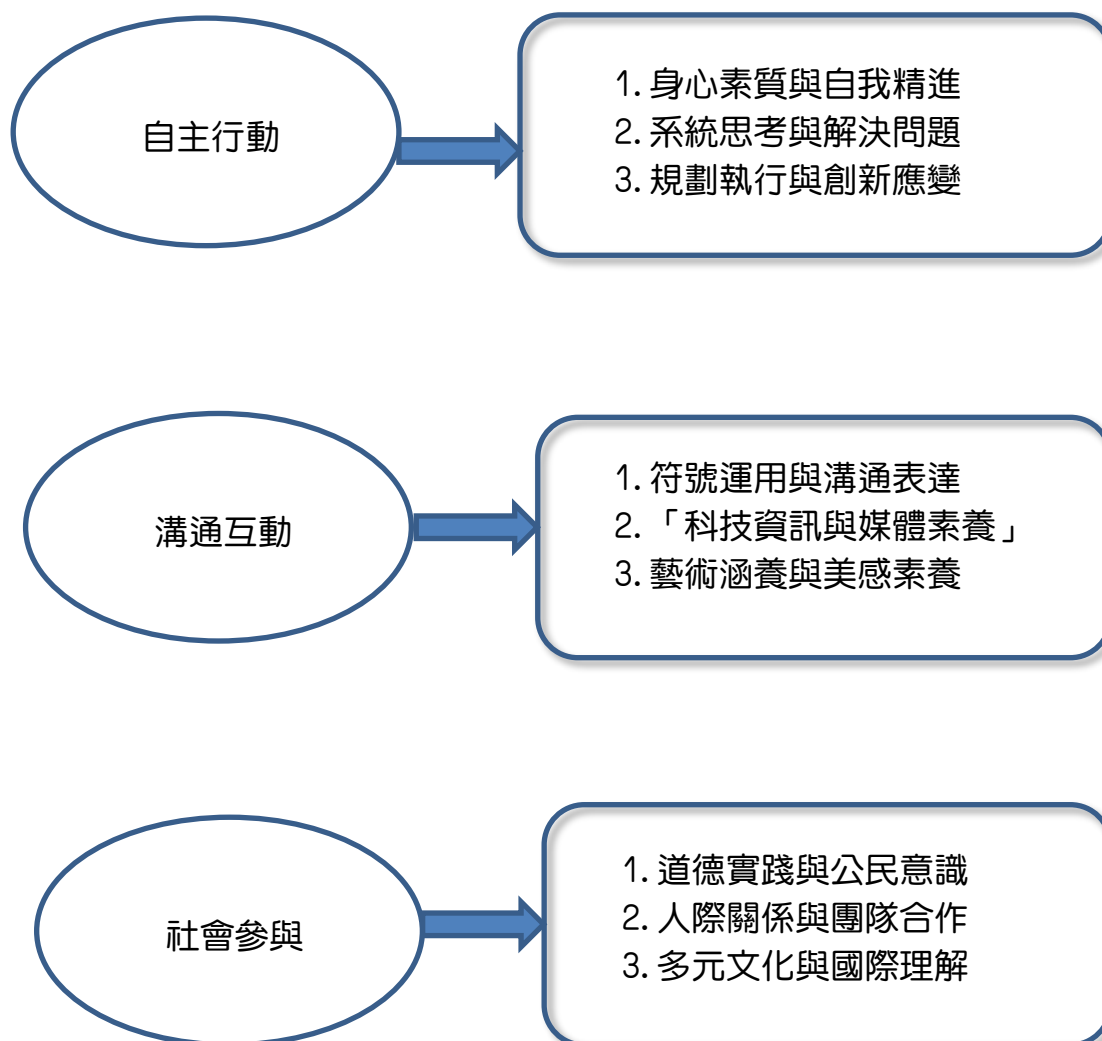 自主行動
1. 身心素質與自我精進
2. 系統思考與解決問題
3. 規劃執行與創新應變
溝通互動
1. 符號運用與溝通表達
2. 「科技資訊與媒體素養」
3. 藝術涵養與美感素養
社會參與
1. 道德實踐與公民意識
2. 人際關係與團隊合作
3. 多元文化與國際理解